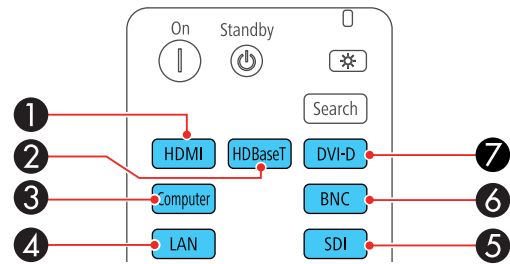 On Standby
Search
1 HDMI HDBaseT DVI-D 7
2
3 Computer BNC 6
4 LAN SDI 5